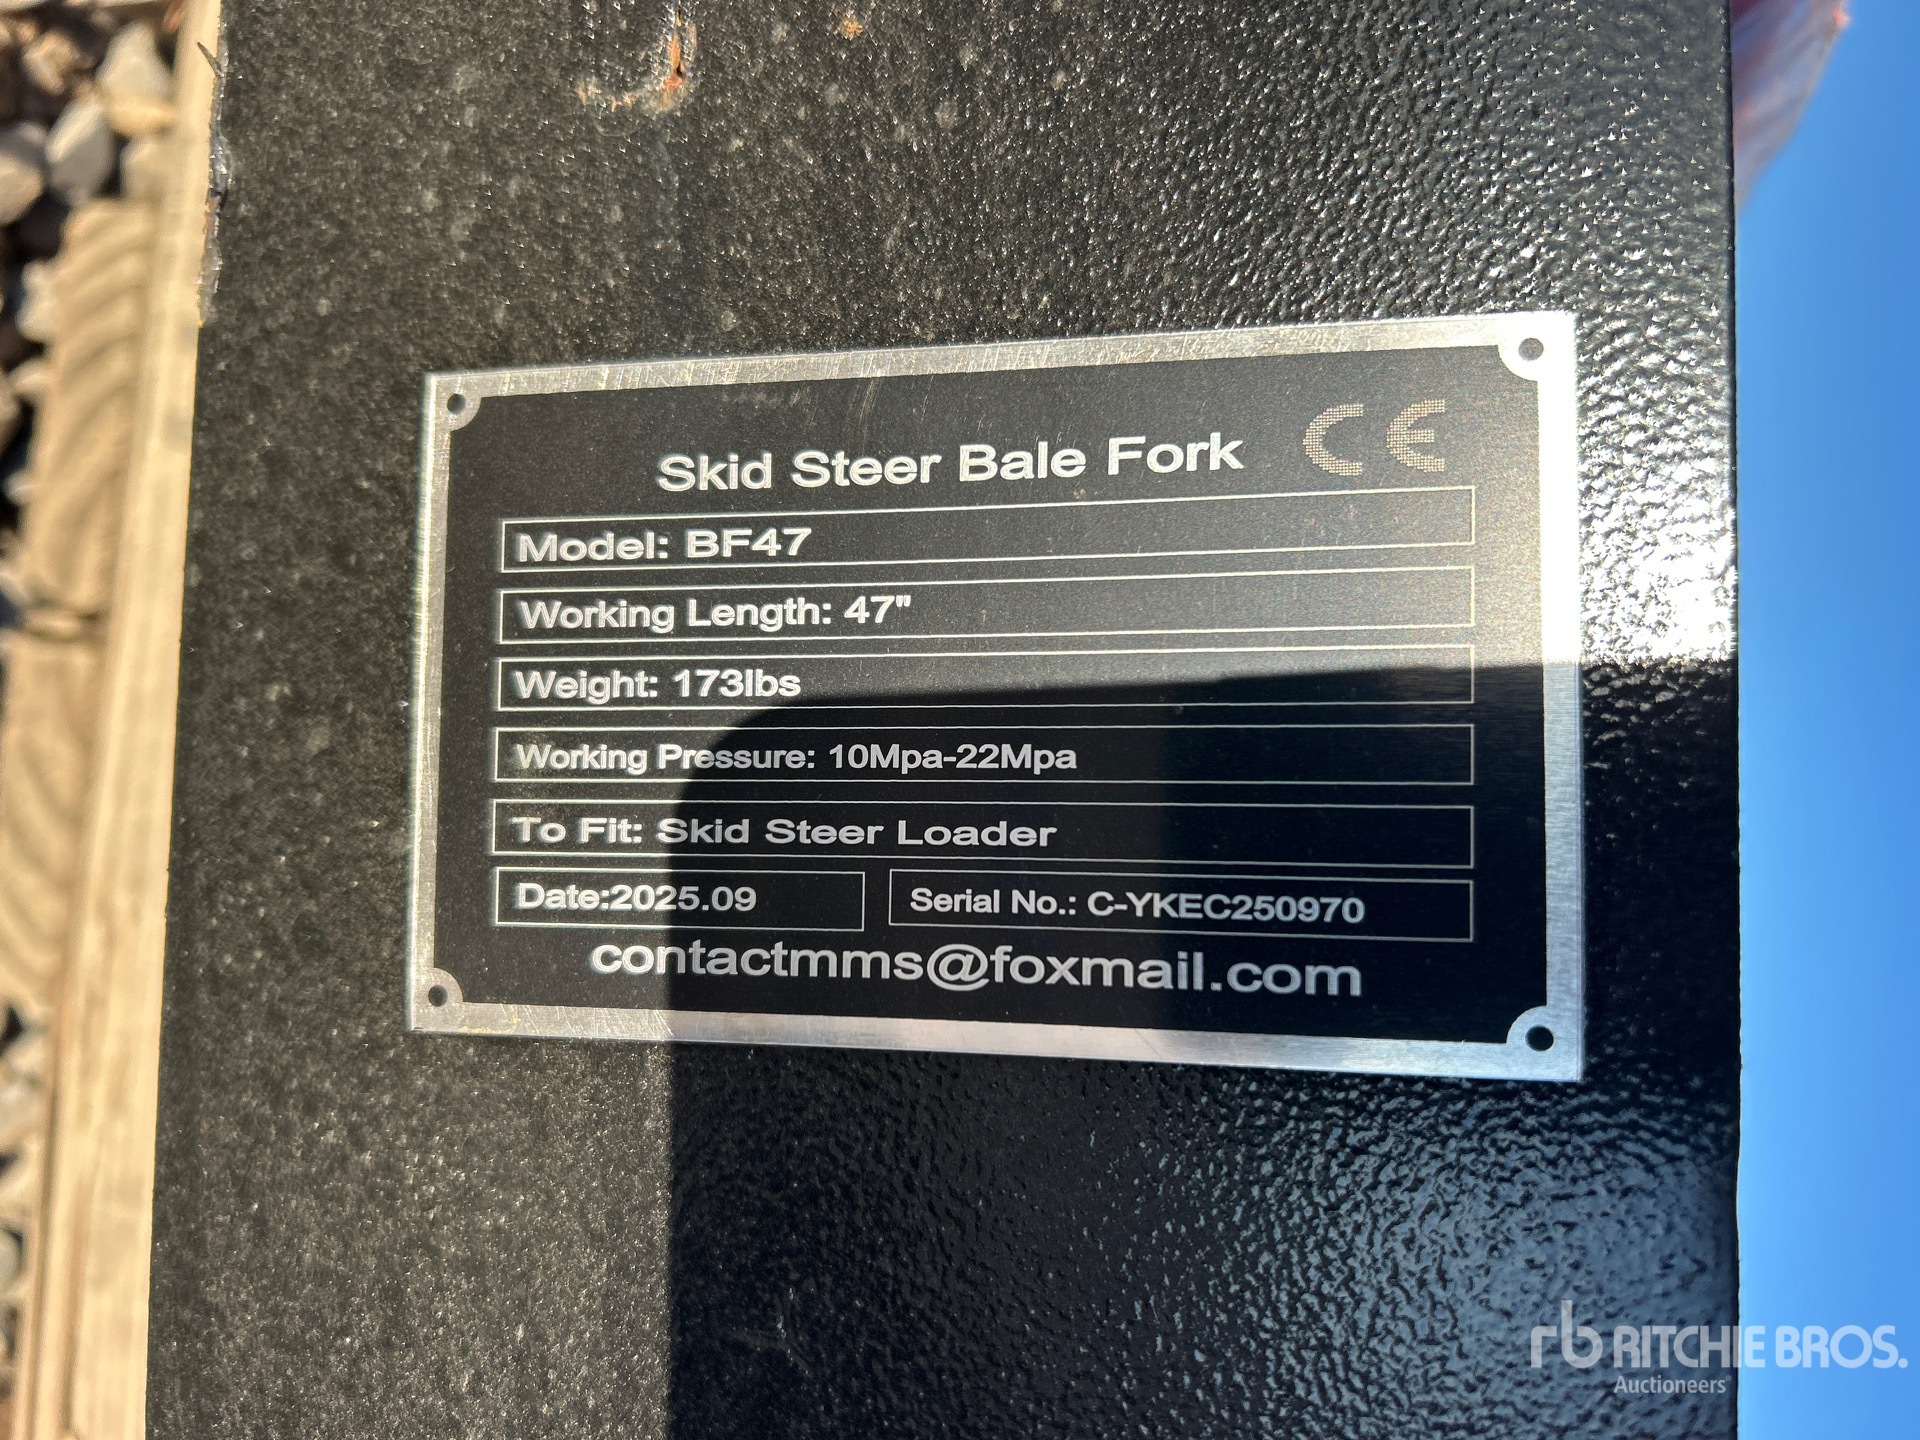 Skid Steer Bale Fork CE
Model: BF47
Working Length: 47"
Weight: 173lbs
Working Pressure: 10Mpa-22Mpa
To Fit: Skid Steer Loader
Date:2025.09 Serial No.: C-YKEC250970
contactmms@foxmail.com
rb RITCHIE BROS.
Auctioneers